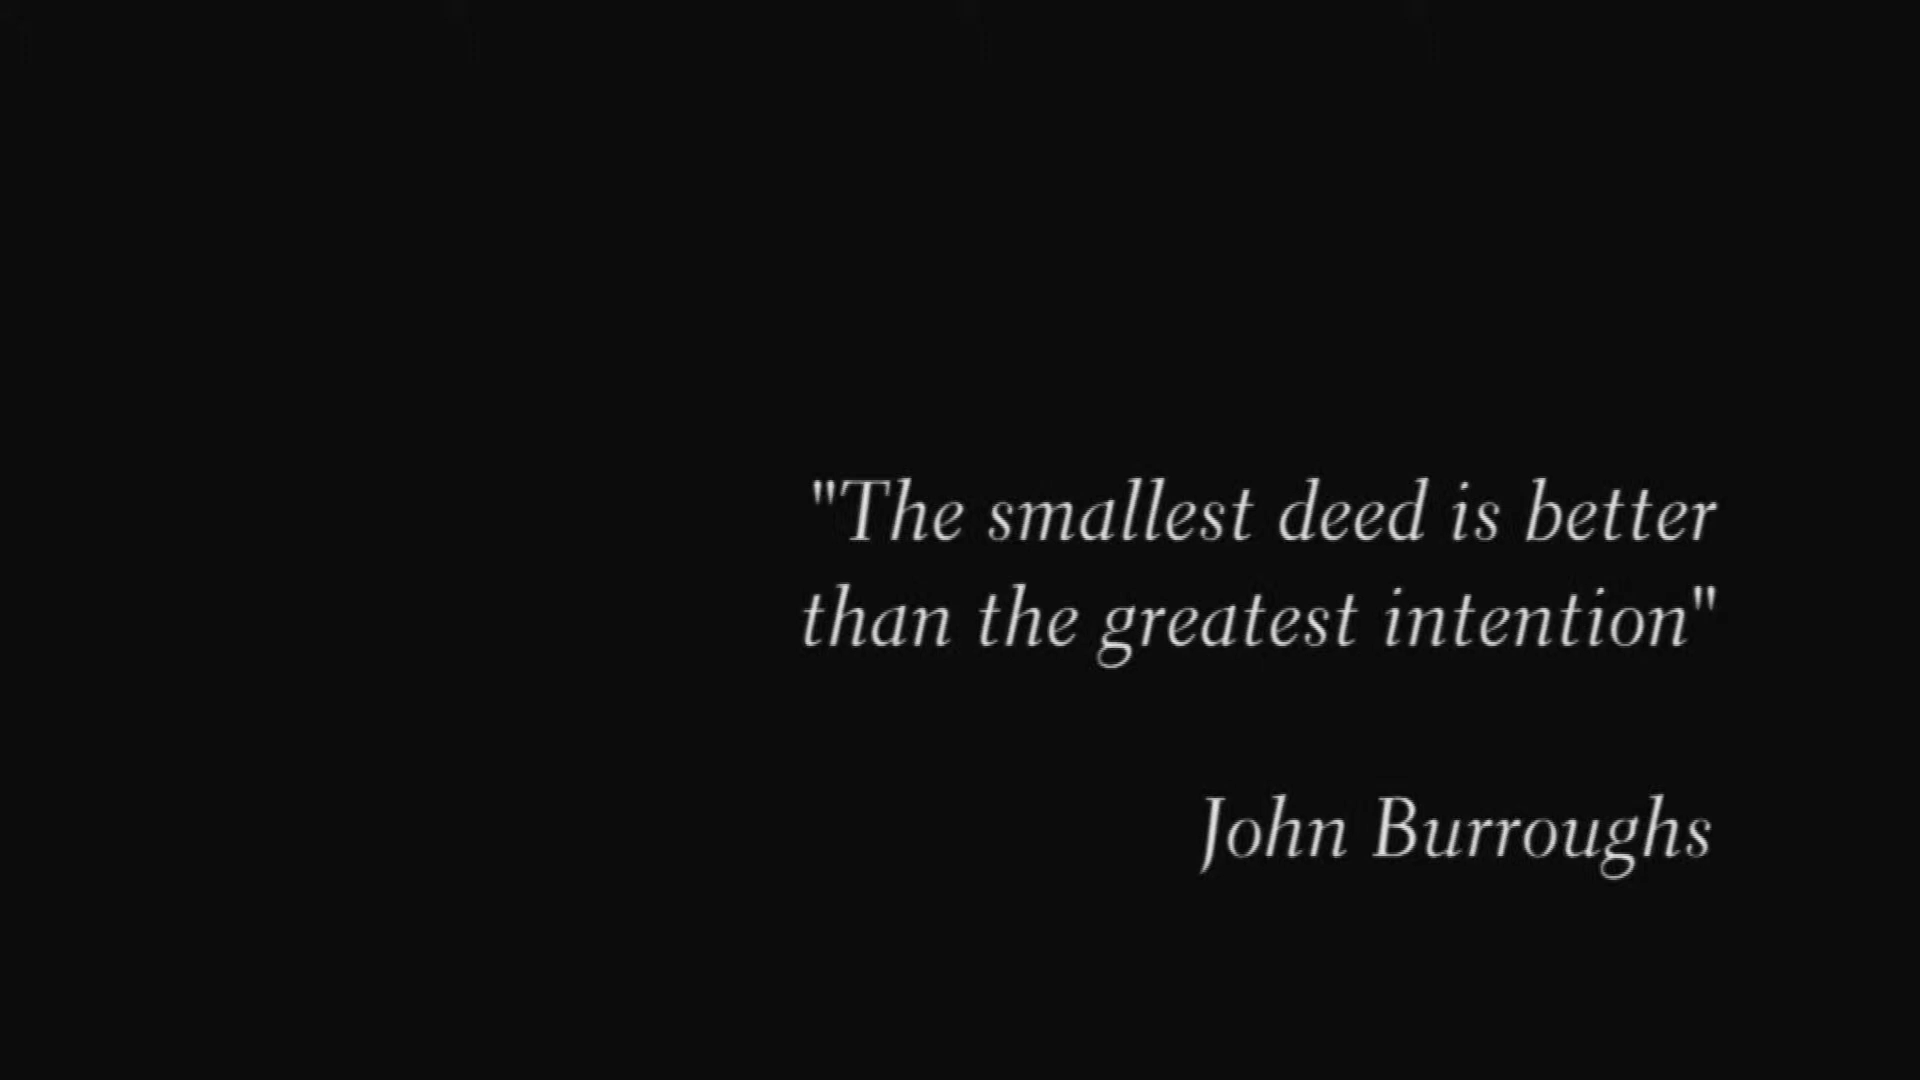 "The smallest deed is better
than the greatest intention"
John Burroughs